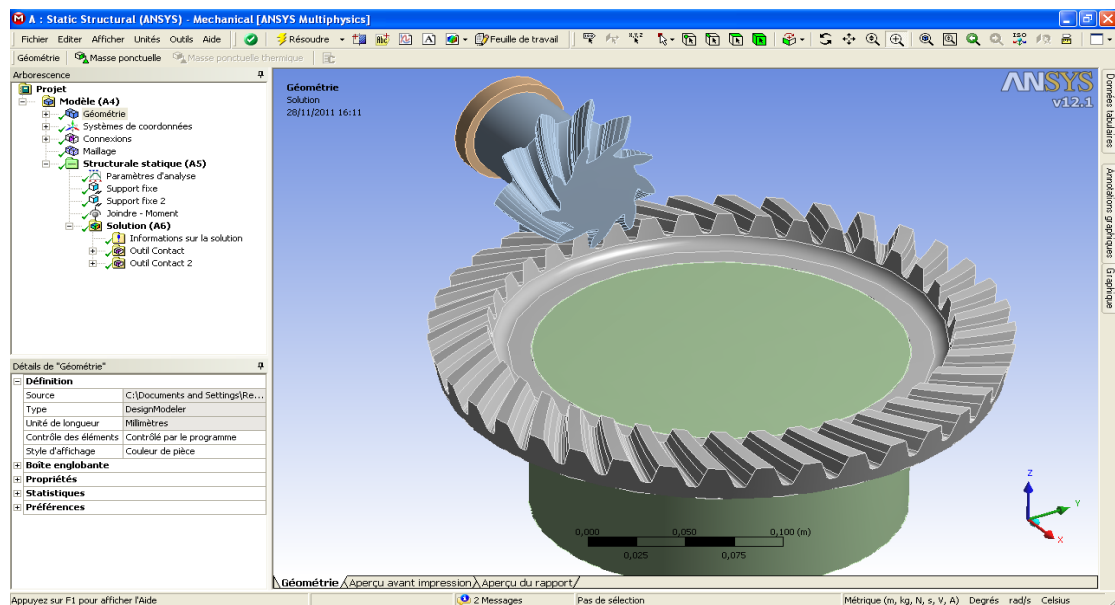 A : Static Structural (ANSYS) - Mechanical [ANSYS Multiphysics]
Fichier Editer Afficher Unités Outils Aide Résoudre Feuille de travail
Géométrie Masse ponctuelle Masse ponctuelle thermique
Arborescence
Projet
Modèle (A4)
Géométrie
Systèmes de coordonnées
Connexions
Maillage
Structurale statique (A5)
Paramètres d'analyse
Support fixe
Support fixe 2
Joindre - Moment
Solution (A6)
Informations sur la solution
Outil Contact
Outil Contact 2
Détails de "Géométrie"
Définition
Source C:\Documents and Settings\Re...
Type DesignModeler
Unité de longueur Millimètres
Contrôle des éléments Contrôlé par le programme
Style d'affichage Couleur de pièce
Boîte englobante
Propriétés
Statistiques
Préférences
Géométrie
Solution
28/11/2011 16:11
ANSYS
v12.1
Données tabulaires
Annotations graphiques
Graphique
Z
Y
X
0,000 0,050 0,100 (m)
0,025 0,075
Géométrie Aperçu avant impression Aperçu du rapport
Appuyez sur F1 pour afficher l'Aide 2 Messages Pas de sélection Métrique (m, kg, N, s, V, A) Degrés rad/s Celsius